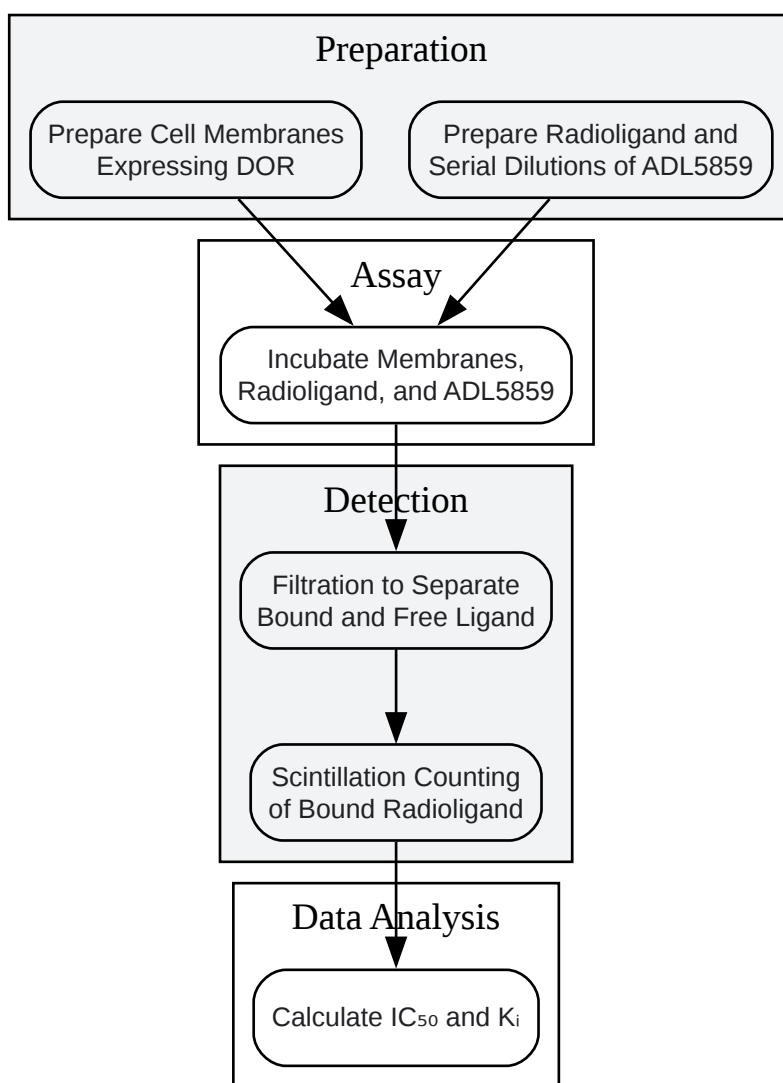 Preparation
Prepare Cell Membranes
Expressing DOR
Prepare Radioligand and
Serial Dilutions of ADL5859
Assay
Incubate Membranes,
Radioligand, and ADL5859
Detection
Filtration to Separate
Bound and Free Ligand
Scintillation Counting
of Bound Radioligand
Data Analysis
Calculate IC₅₀ and Kᵢ